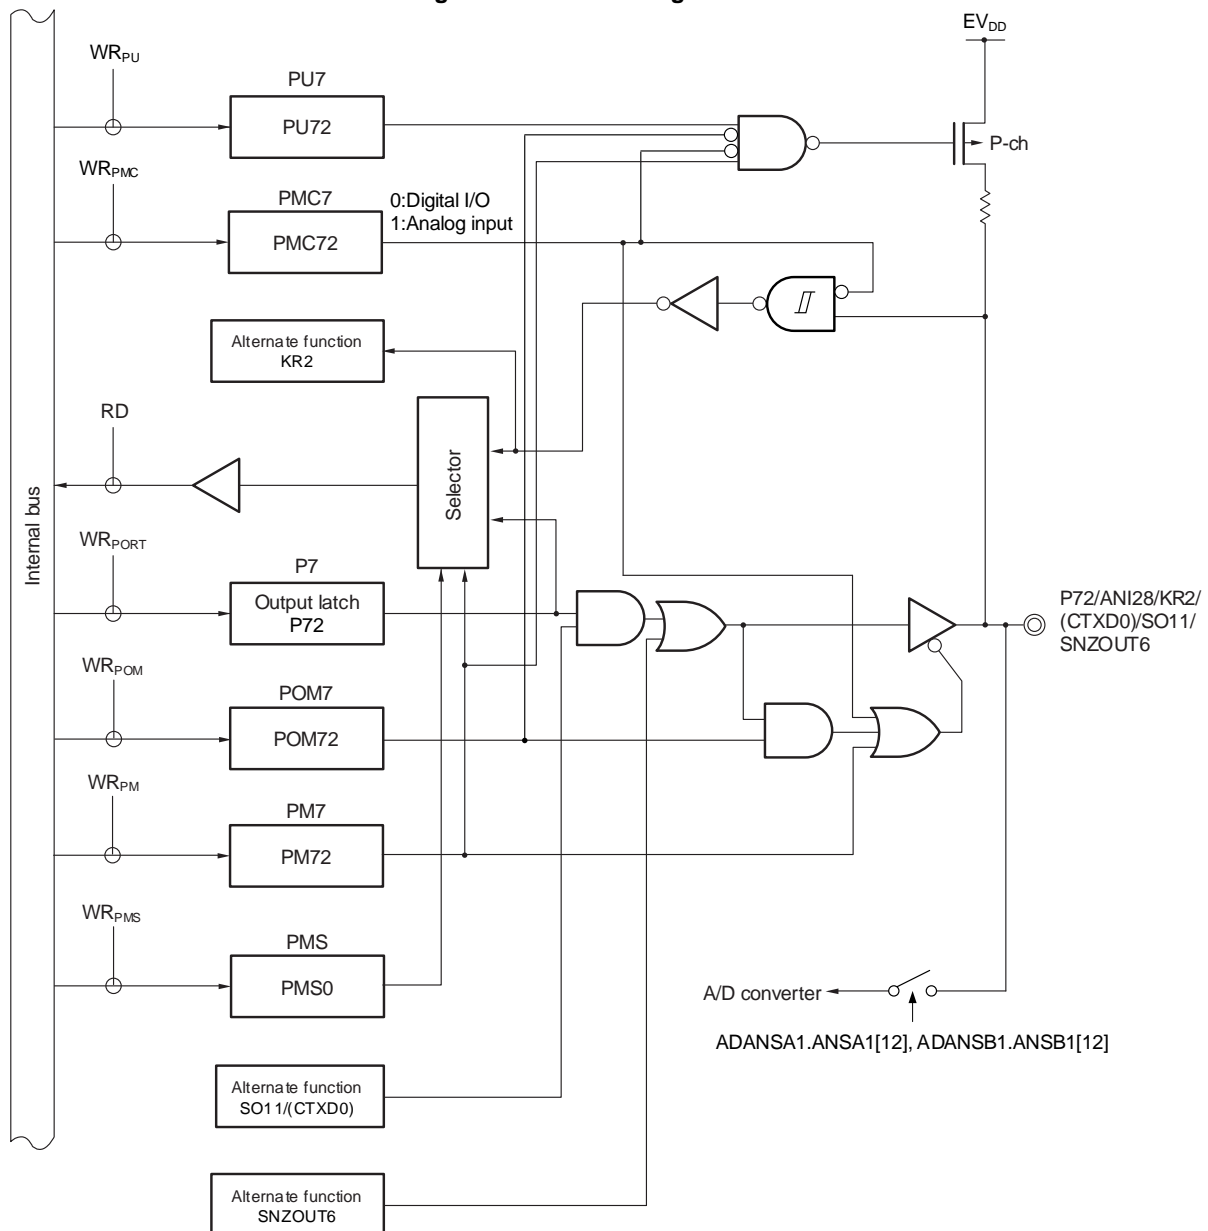 EVDD
WRPU
PU7
PU72
P-ch
WRPMC
PMC7
0:Digital I/O
1:Analog input
PMC72
Alternate function
KR2
RD
Selector
Internal bus
WRPORT
P7
Output latch
P72
P72/ANI28/KR2/
(CTXD0)/SO11/
SNZOUT6
WRPOM
POM7
POM72
WRPM
PM7
PM72
WRPMS
PMS
PMS0
A/D converter
ADANSA1.ANSA1[12], ADANSB1.ANSB1[12]
Alternate function
SO11/(CTXD0)
Alternate function
SNZOUT6